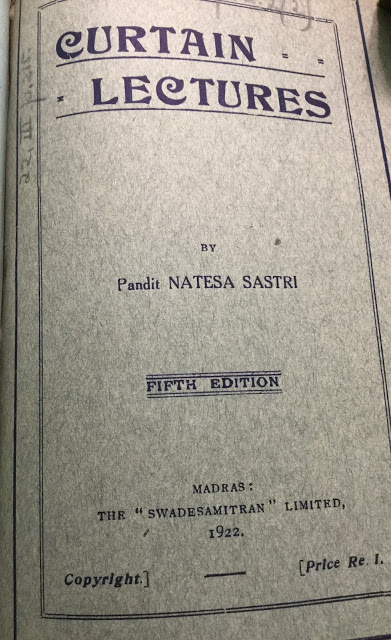 CURTAIN
LECTURES
BY
Pandit NATESA SASTRI
FIFTH EDITION
MADRAS:
THE "SWADESAMITRAN" LIMITED,
1922.
Copyright.] [Price Re. 1.